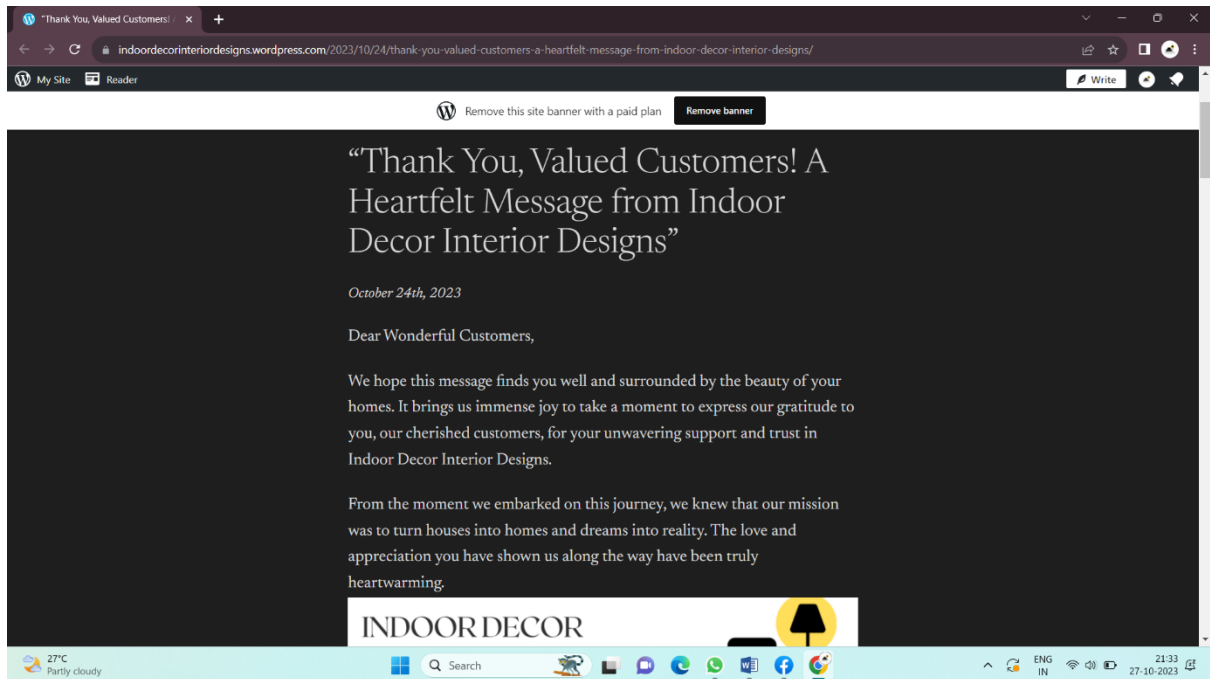 "Thank You, Valued Customers! A
indoordecorinteriordesigns.wordpress.com/2023/10/24/thank-you-valued-customers-a-heartfelt-message-from-indoor-decor-interior-designs/
My Site Reader Write
Remove this site banner with a paid plan Remove banner
“Thank You, Valued Customers! A
Heartfelt Message from Indoor
Decor Interior Designs”
October 24th, 2023
Dear Wonderful Customers,
We hope this message finds you well and surrounded by the beauty of your
homes. It brings us immense joy to take a moment to express our gratitude to
you, our cherished customers, for your unwavering support and trust in
Indoor Decor Interior Designs.
From the moment we embarked on this journey, we knew that our mission
was to turn houses into homes and dreams into reality. The love and
appreciation you have shown us along the way have been truly
heartwarming.
INDOOR DECOR
27°C
Partly cloudy
Search
ENG
IN
21:33
27-10-2023